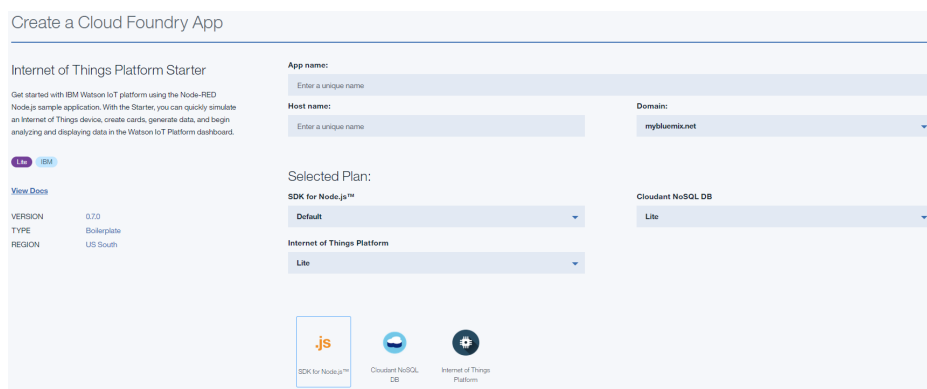 Create a Cloud Foundry App
Internet of Things Platform Starter
Get started with IBM Watson IoT platform using the Node-RED
Node.js sample application. With the Starter, you can quickly simulate
an Internet of Things device, create cards, generate data, and begin
analyzing and displaying data in the Watson IoT Platform dashboard.
Lite IBM
View Docs
VERSION 0.7.0
TYPE Boilerplate
REGION US South
App name:
Enter a unique name
Host name: Domain:
Enter a unique name mybluemix.net
Selected Plan:
SDK for Node.js™ Cloudant NoSQL DB
Default Lite
Internet of Things Platform
Lite
.js
SDK for Node.js™ Cloudant NoSQL Internet of Things
DB Platform